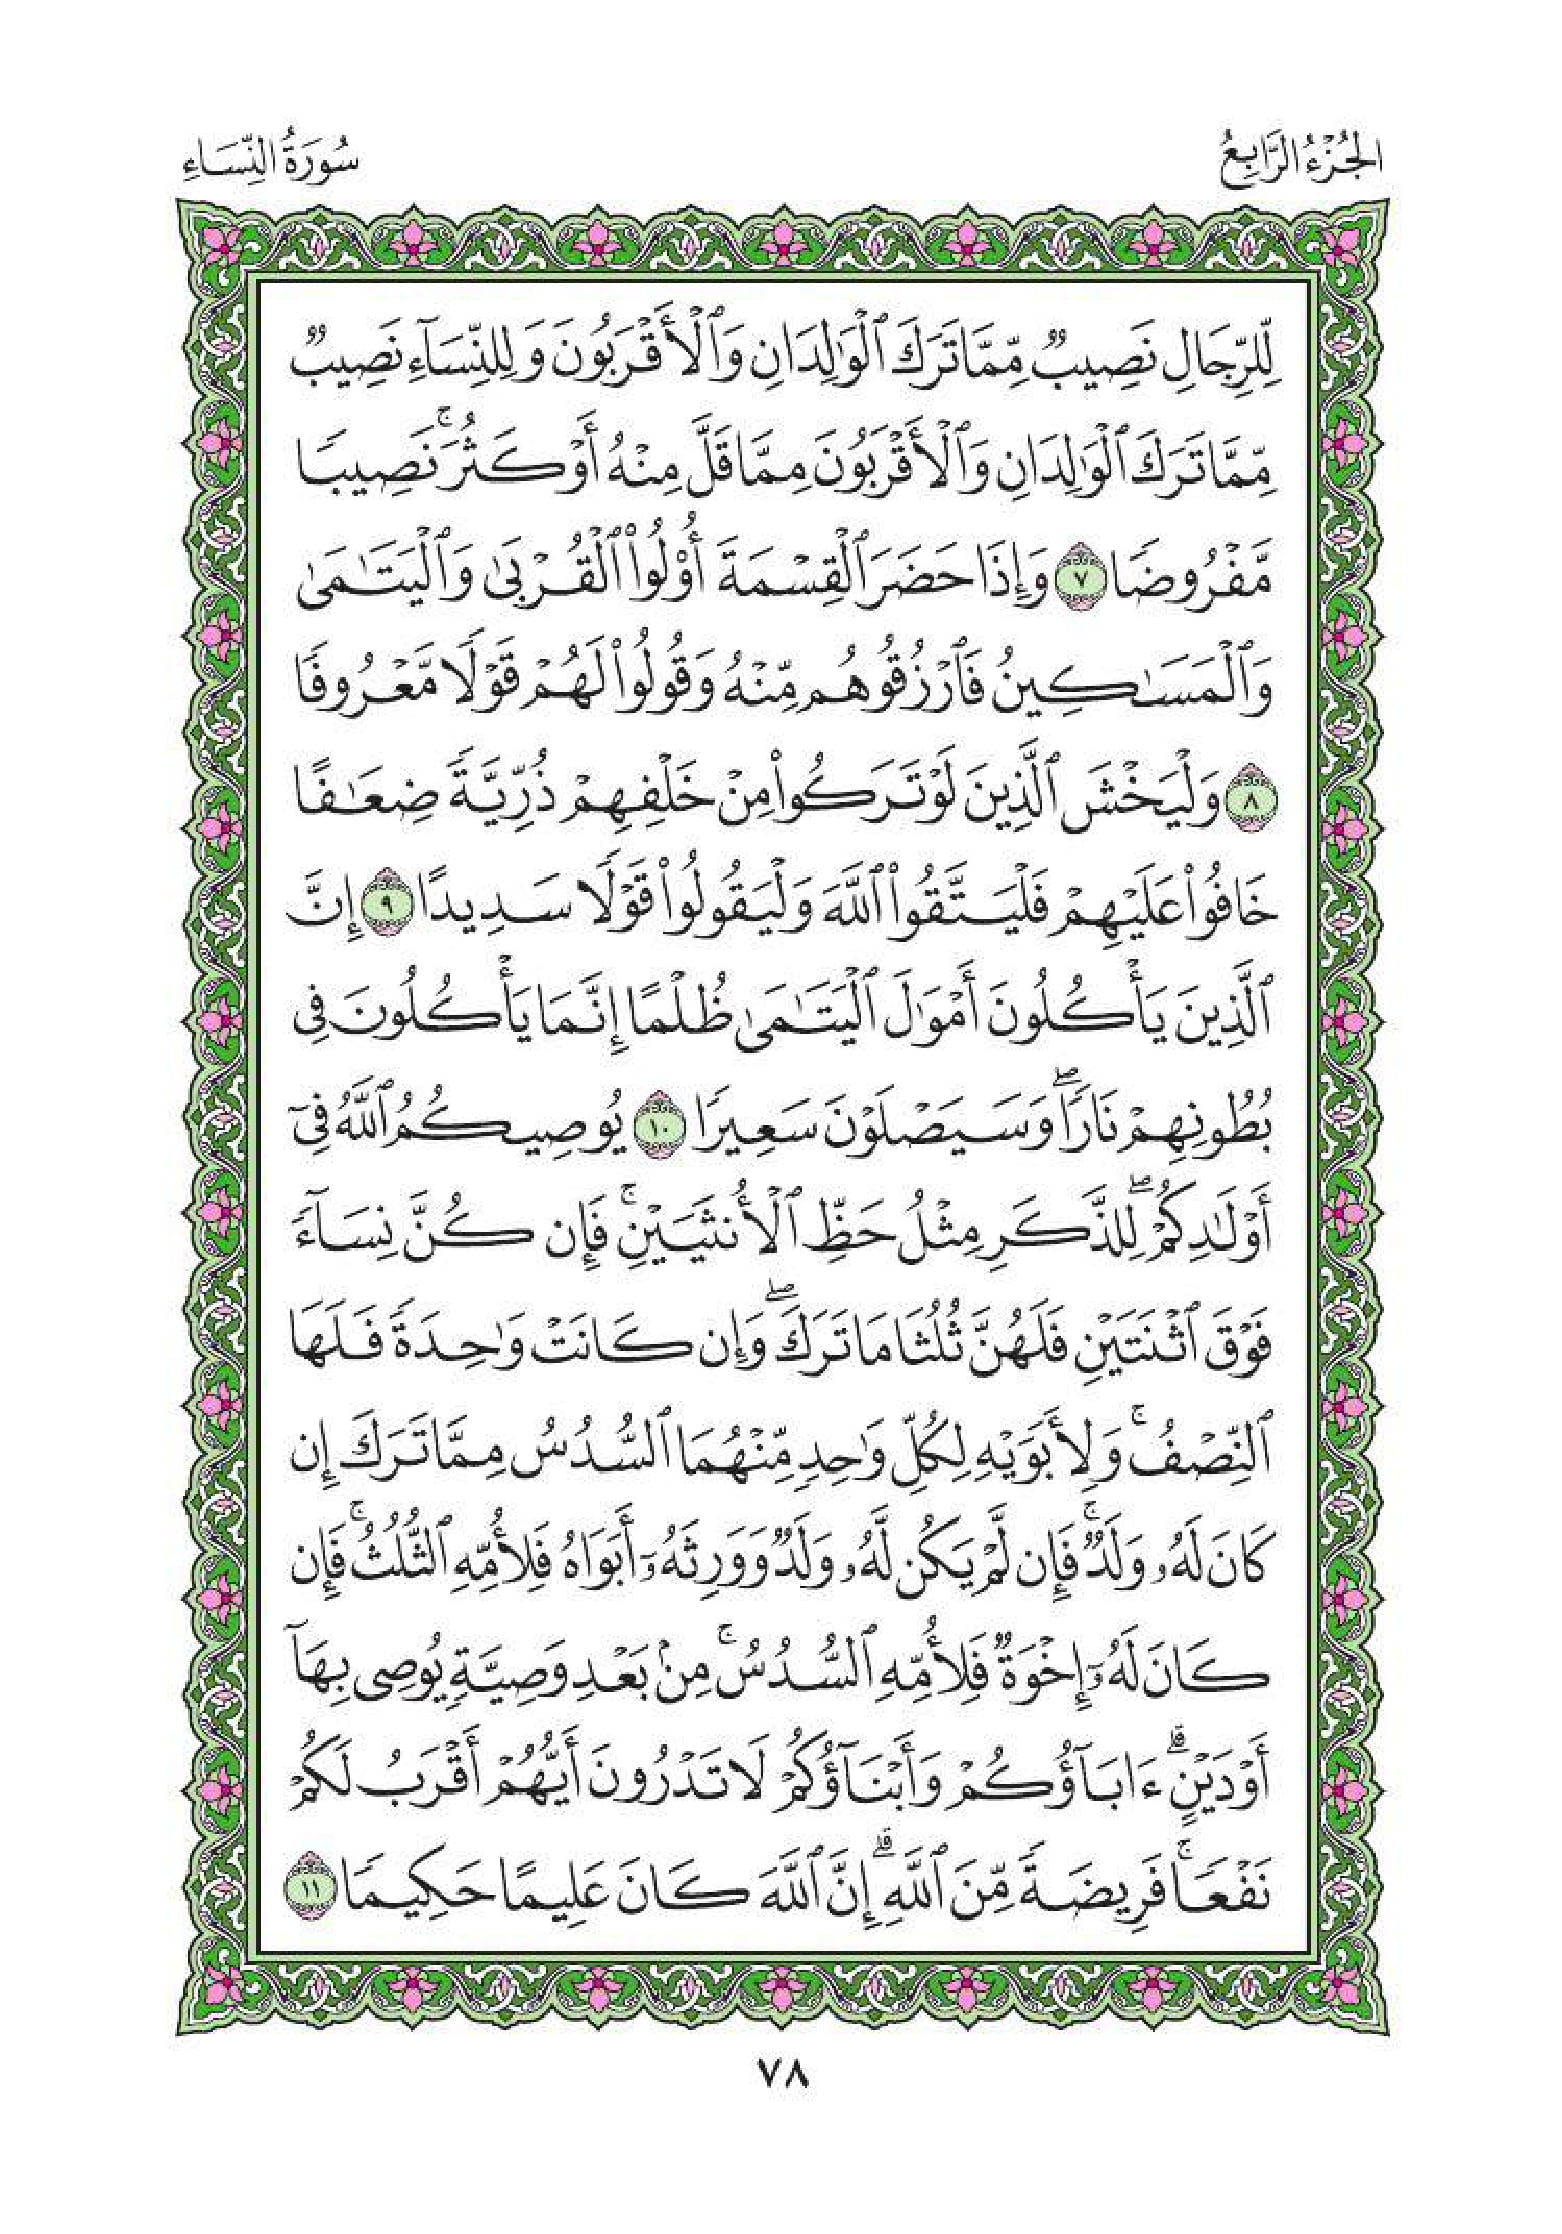 الجُزْءُ الرَّابِعُ
سُورَةُ النِّسَاءِ
لِّلرِّجَالِ نَصِيبٌ مِّمَّا تَرَكَ ٱلْوَٰلِدَانِ وَٱلْأَقْرَبُونَ وَلِلنِّسَآءِ نَصِيبٌ
مِّمَّا تَرَكَ ٱلْوَٰلِدَانِ وَٱلْأَقْرَبُونَ مِمَّا قَلَّ مِنْهُ أَوْ كَثُرَ ۚ نَصِيبًا
مَّفْرُوضًا ٧ وَإِذَا حَضَرَ ٱلْقِسْمَةَ أُو۟لُوا۟ ٱلْقُرْبَىٰ وَٱلْيَتَٰمَىٰ
وَٱلْمَسَٰكِينُ فَٱرْزُقُوهُم مِّنْهُ وَقُولُوا۟ لَهُمْ قَوْلًا مَّعْرُوفًا
٨ وَلْيَخْشَ ٱلَّذِينَ لَوْ تَرَكُوا۟ مِنْ خَلْفِهِمْ ذُرِّيَّةً ضِعَٰفًا
خَافُوا۟ عَلَيْهِمْ فَلْيَتَّقُوا۟ ٱللَّهَ وَلْيَقُولُوا۟ قَوْلًا سَدِيدًا ٩ إِنَّ
ٱلَّذِينَ يَأْكُلُونَ أَمْوَٰلَ ٱلْيَتَٰمَىٰ ظُلْمًا إِنَّمَا يَأْكُلُونَ فِى
بُطُونِهِمْ نَارًا ۖ وَسَيَصْلَوْنَ سَعِيرًا ١٠ يُوصِيكُمُ ٱللَّهُ فِىٓ
أَوْلَٰدِكُمْ ۖ لِلذَّكَرِ مِثْلُ حَظِّ ٱلْأُنثَيَيْنِ ۚ فَإِن كُنَّ نِسَآءً
فَوْقَ ٱثْنَتَيْنِ فَلَهُنَّ ثُلُثَا مَا تَرَكَ ۖ وَإِن كَانَتْ وَٰحِدَةً فَلَهَا
ٱلنِّصْفُ ۚ وَلِأَبَوَيْهِ لِكُلِّ وَٰحِدٍ مِّنْهُمَا ٱلسُّدُسُ مِمَّا تَرَكَ إِن
كَانَ لَهُۥ وَلَدٌ ۚ فَإِن لَّمْ يَكُن لَّهُۥ وَلَدٌ وَوَرِثَهُۥٓ أَبَوَاهُ فَلِأُمِّهِ ٱلثُّلُثُ ۚ فَإِن
كَانَ لَهُۥٓ إِخْوَةٌ فَلِأُمِّهِ ٱلسُّدُسُ ۚ مِنۢ بَعْدِ وَصِيَّةٍ يُوصِى بِهَآ
أَوْ دَيْنٍ ۗ ءَابَآؤُكُمْ وَأَبْنَآؤُكُمْ لَا تَدْرُونَ أَيُّهُمْ أَقْرَبُ لَكُمْ
نَفْعًا ۚ فَرِيضَةً مِّنَ ٱللَّهِ ۗ إِنَّ ٱللَّهَ كَانَ عَلِيمًا حَكِيمًا ١١
٧٨